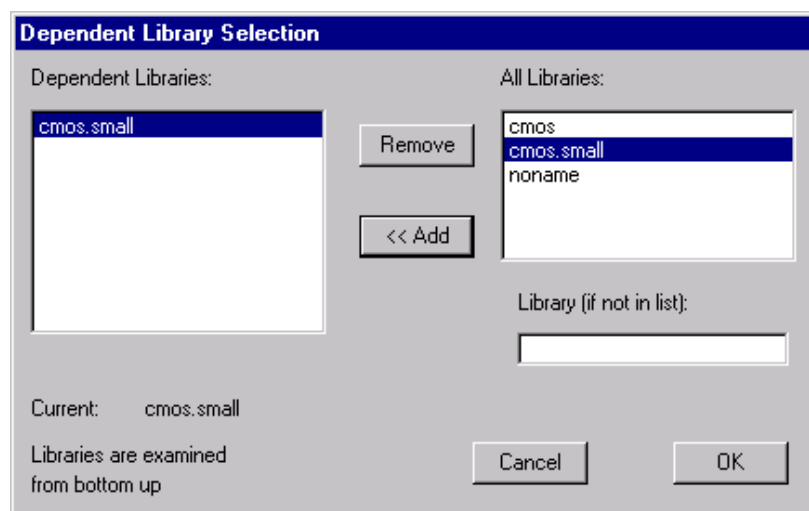 Dependent Library Selection
Dependent Libraries:
All Libraries:
cmos.small
Remove
<< Add
cmos
cmos.small
noname
Library (if not in list):
Current: cmos.small
Libraries are examined
from bottom up
Cancel
OK